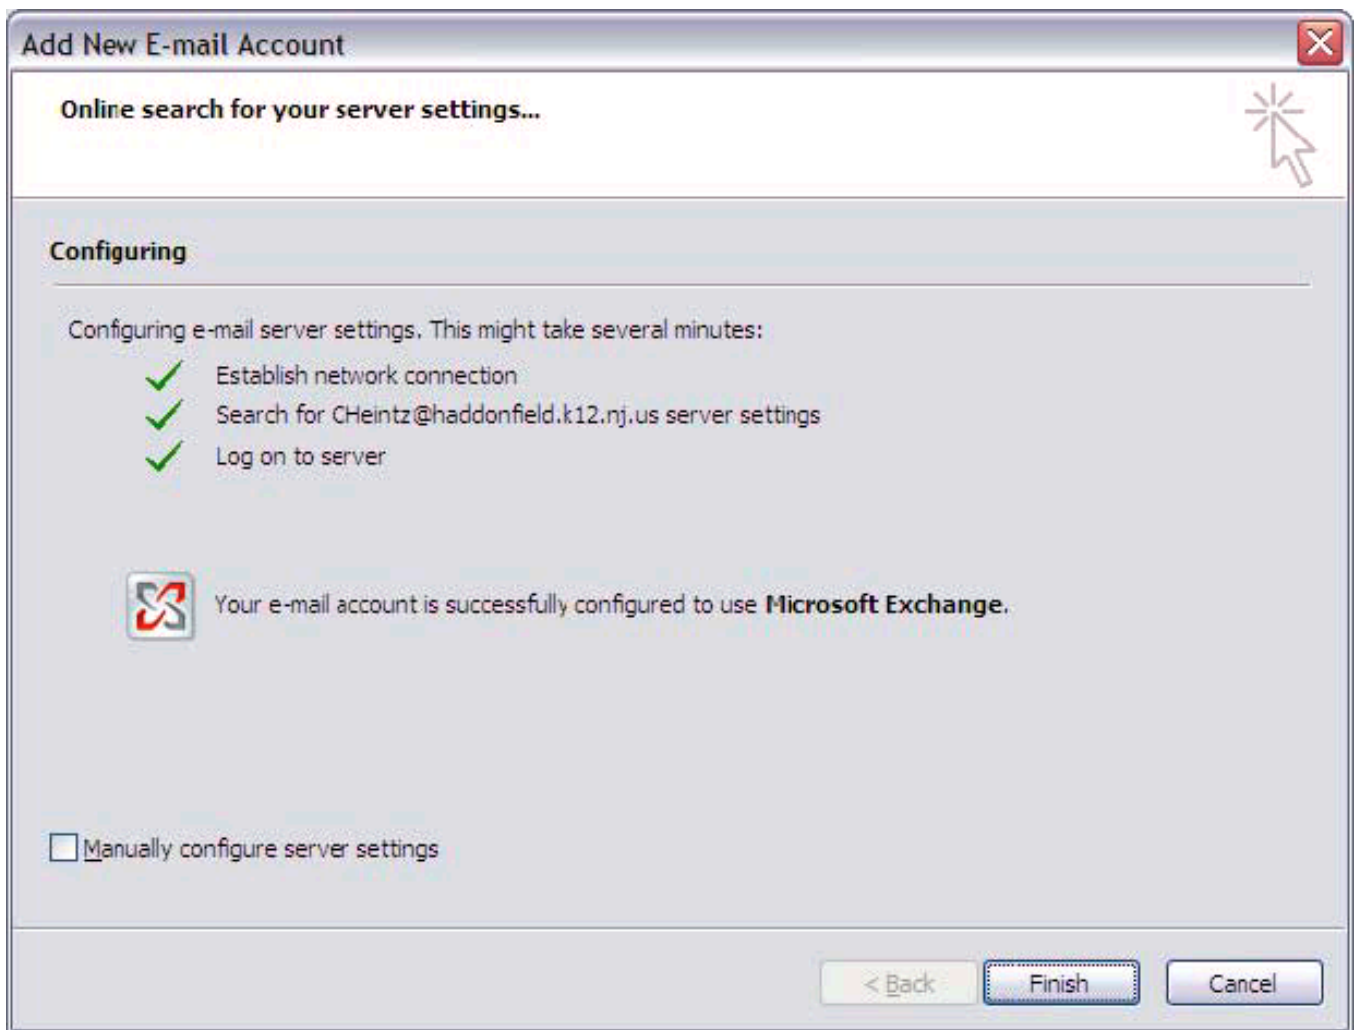 Add New E-mail Account
Online search for your server settings...
Configuring
Configuring e-mail server settings. This might take several minutes:
Establish network connection
Search for CHeintz@haddonfield.k12.nj.us server settings
Log on to server
Your e-mail account is successfully configured to use Microsoft Exchange.
Manually configure server settings
< Back Finish Cancel